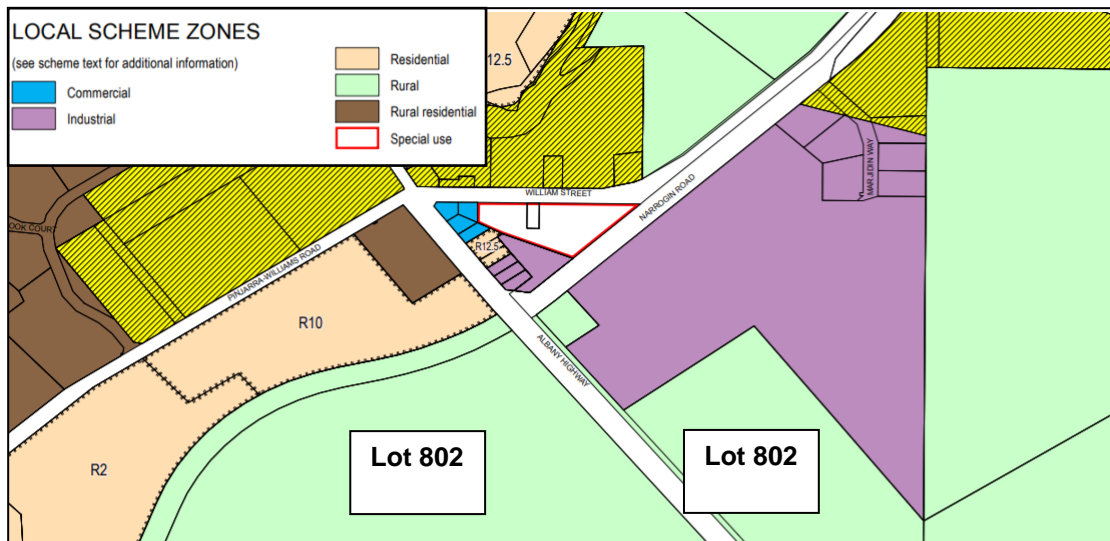 LOCAL SCHEME ZONES
(see scheme text for additional information)
Commercial
Industrial
Residential
Rural
Rural residential
Special use
12.5
WILLIAM STREET
NARROGIN ROAD
MARJIDIN WAY
OOK COURT
PINJARRA-WILLIAMS ROAD
R12.5
R10
ALBANY HIGHWAY
R2
Lot 802
Lot 802